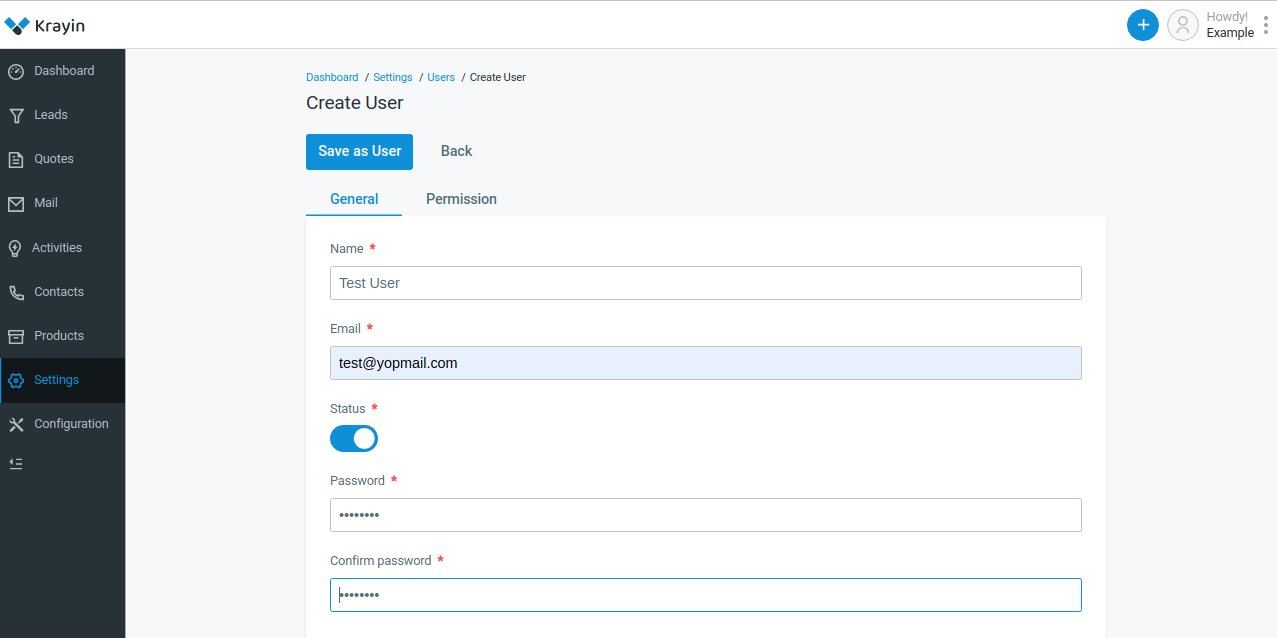 Krayin
+
Howdy!
Example
Dashboard
Leads
Quotes
Mail
Activities
Contacts
Products
Settings
Configuration
Dashboard / Settings / Users / Create User
Create User
Save as User Back
General Permission
Name *
Test User
Email *
test@yopmail.com
Status *
Password *
••••••••
Confirm password *
••••••••